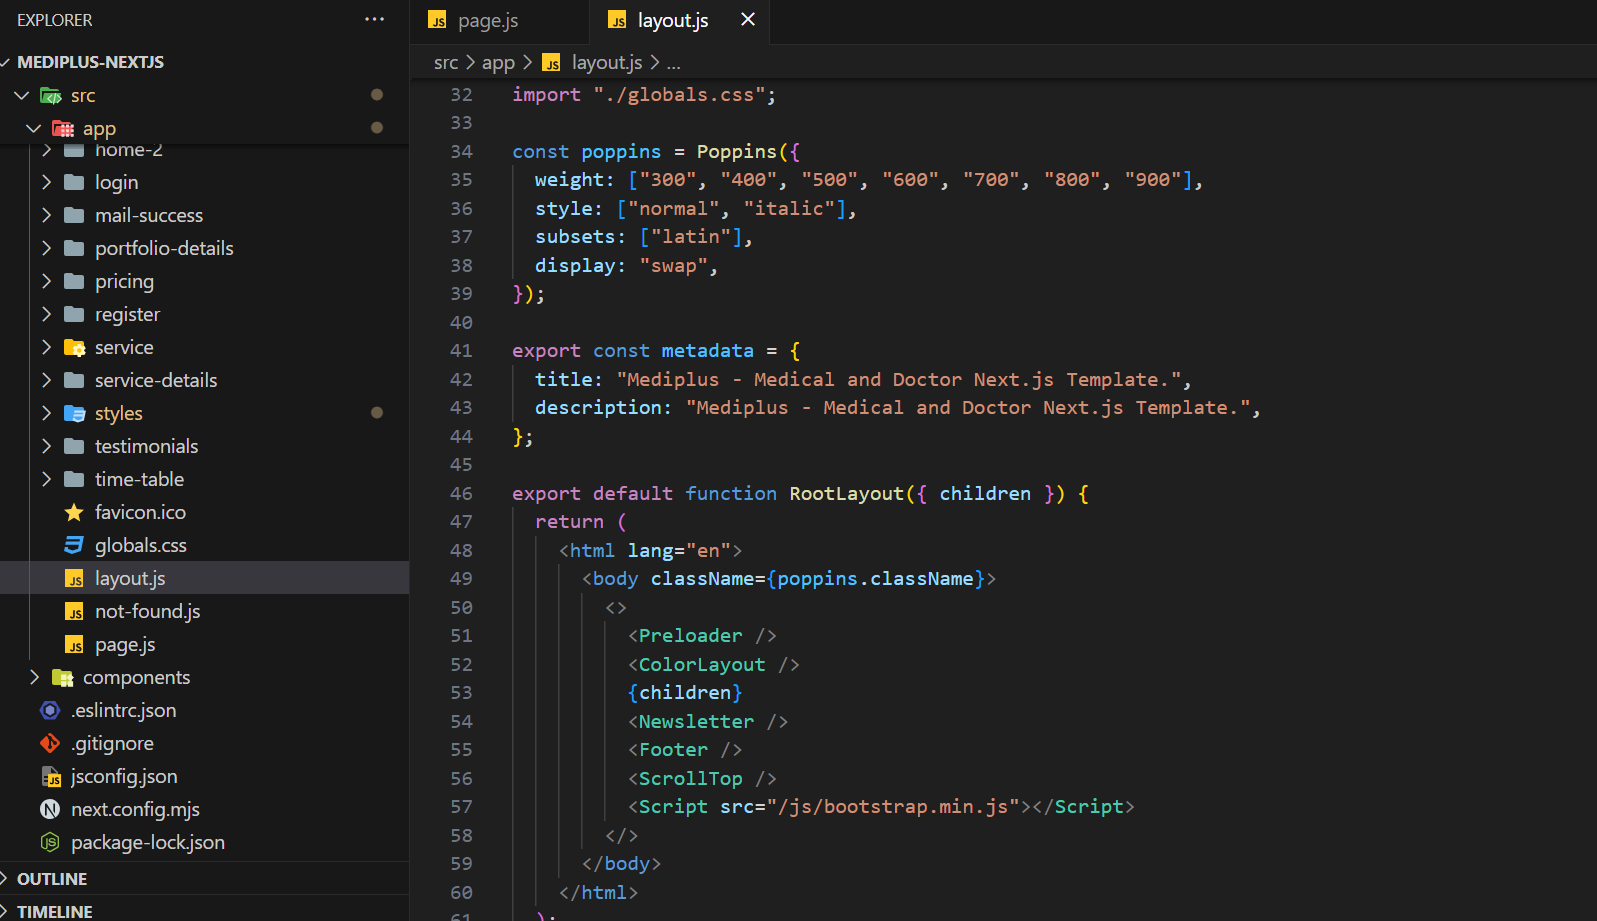 EXPLORER
MEDIPLUS-NEXTJS
src
app
home-2
login
mail-success
portfolio-details
pricing
register
service
service-details
styles
testimonials
time-table
favicon.ico
globals.css
layout.js
not-found.js
page.js
components
.eslintrc.json
.gitignore
jsconfig.json
next.config.mjs
package-lock.json
OUTLINE
TIMELINE
page.js
layout.js
src > app > layout.js > ...
32 import "./globals.css";
33
34 const poppins = Poppins({
35 weight: ["300", "400", "500", "600", "700", "800", "900"],
36 style: ["normal", "italic"],
37 subsets: ["latin"],
38 display: "swap",
39 });
40
41 export const metadata = {
42 title: "Mediplus - Medical and Doctor Next.js Template.",
43 description: "Mediplus - Medical and Doctor Next.js Template.",
44 };
45
46 export default function RootLayout({ children }) {
47 return (
48 <html lang="en">
49 <body className={poppins.className}>
50 <>
51 <Preloader />
52 <ColorLayout />
53 {children}
54 <Newsletter />
55 <Footer />
56 <ScrollTop />
57 <Script src="/js/bootstrap.min.js"></Script>
58 </>
59 </body>
60 </html>
61 );